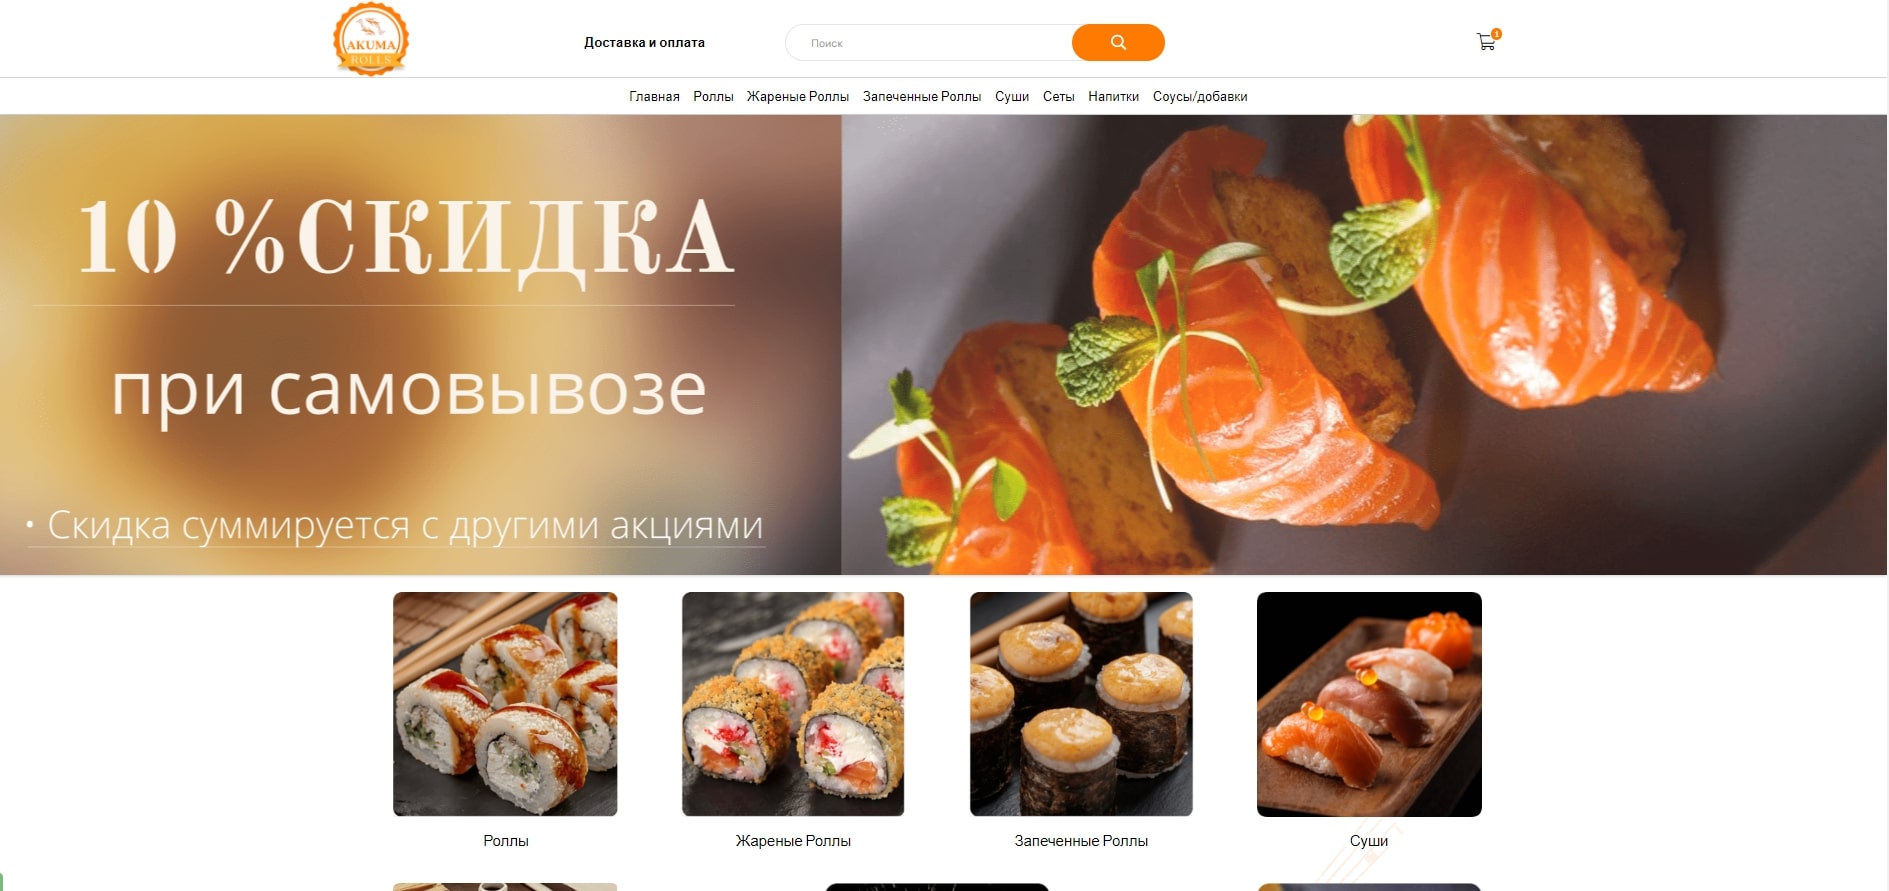 AKUMA
ROLLS
Доставка и оплата
Поиск
1
Главная Роллы Жареные Роллы Запеченные Роллы Суши Сеты Напитки Соусы/добавки
10 %СКИДКА
при самовывозе
• Скидка суммируется с другими акциями
Роллы
Жареные Роллы
Запеченные Роллы
Суши